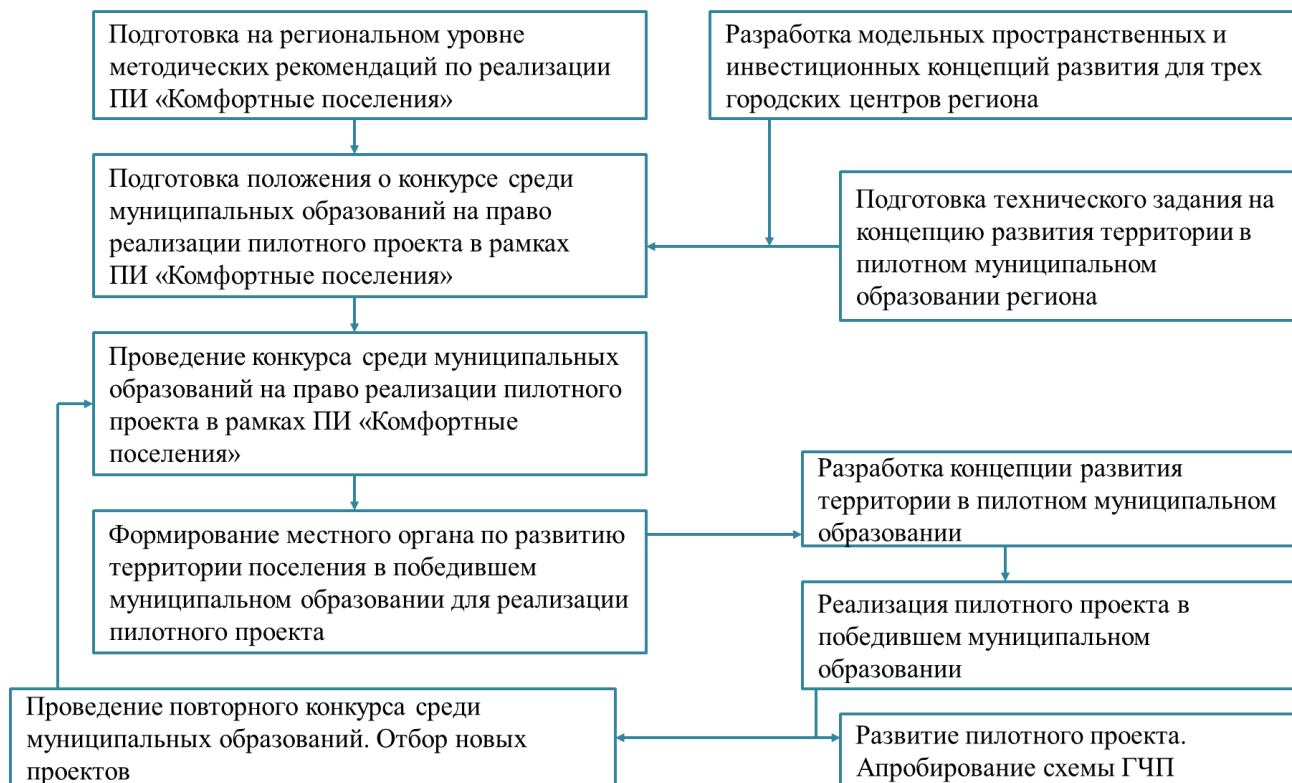 Подготовка на региональном уровне
методических рекомендаций по реализации
ПИ «Комфортные поселения»
Разработка модельных пространственных и
инвестиционных концепций развития для трех
городских центров региона
Подготовка положения о конкурсе среди
муниципальных образований на право
реализации пилотного проекта в рамках
ПИ «Комфортные поселения»
Подготовка технического задания на
концепцию развития территории в
пилотном муниципальном
образовании региона
Проведение конкурса среди муниципальных
образований на право реализации пилотного
проекта в рамках ПИ «Комфортные
поселения»
Разработка концепции развития
территории в пилотном муниципальном
образовании
Формирование местного органа по развитию
территории поселения в победившем
муниципальном образовании для реализации
пилотного проекта
Реализация пилотного проекта в
победившем муниципальном
образовании
Проведение повторного конкурса среди
муниципальных образований. Отбор новых
проектов
Развитие пилотного проекта.
Апробирование схемы ГЧП